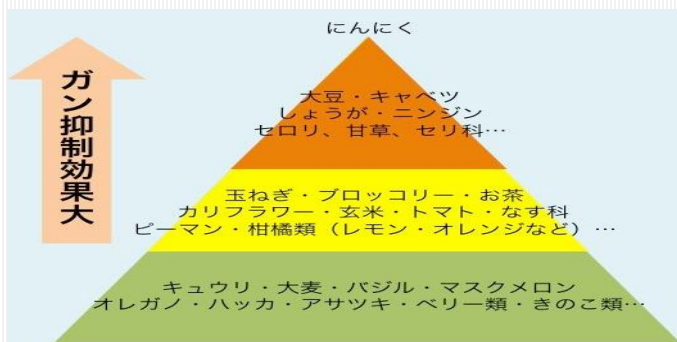 にんにく
ガン抑制効果大
大豆・キャベツ
しょうが・ニンジン
セロリ、甘草、セリ科…
玉ねぎ・ブロッコリー・お茶
カリフラワー・玄米・トマト・なす科
ピーマン・柑橘類（レモン・オレンジなど）…
キュウリ・大麦・バジル・マスクメロン
オレガノ・ハッカ・アサツキ・ベリー類・きのこ類…